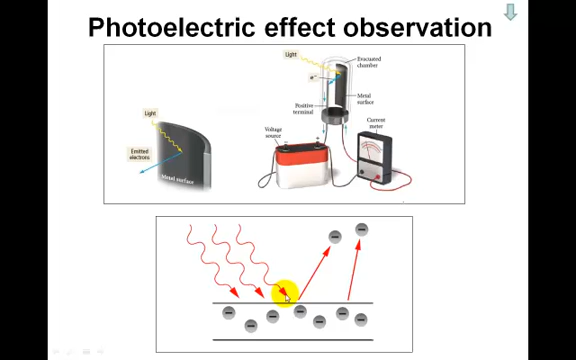 Photoelectric effect observation
Light
Emitted
electrons
Metal surface
Light
Evacuated
chamber
Positive
terminal
Metal
surface
Voltage
source
Current
meter